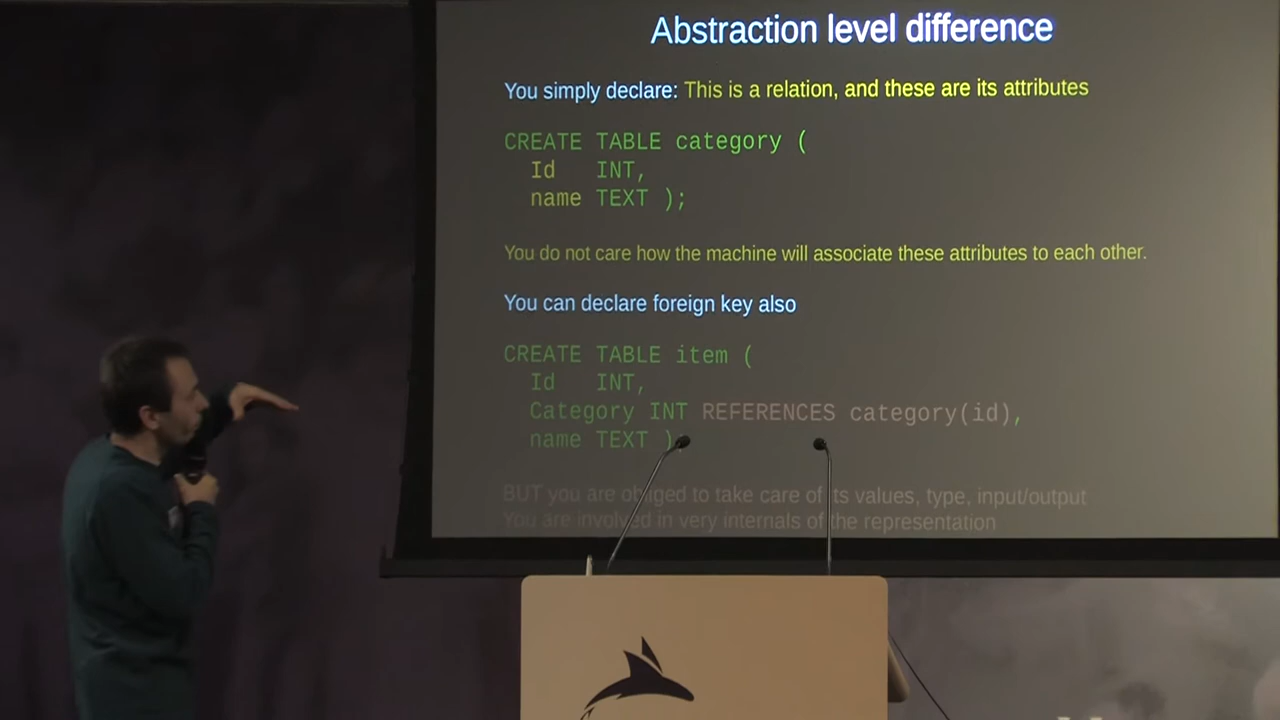 Abstraction level difference
You simply declare: This is a relation, and these are its attributes
CREATE TABLE category (
Id INT,
name TEXT );
You do not care how the machine will associate these attributes to each other.
You can declare foreign key also
CREATE TABLE item (
Id INT,
Category INT REFERENCES category(id),
name TEXT );
BUT you are obliged to take care of its values, type, input/output
You are involved in very internals of the representation